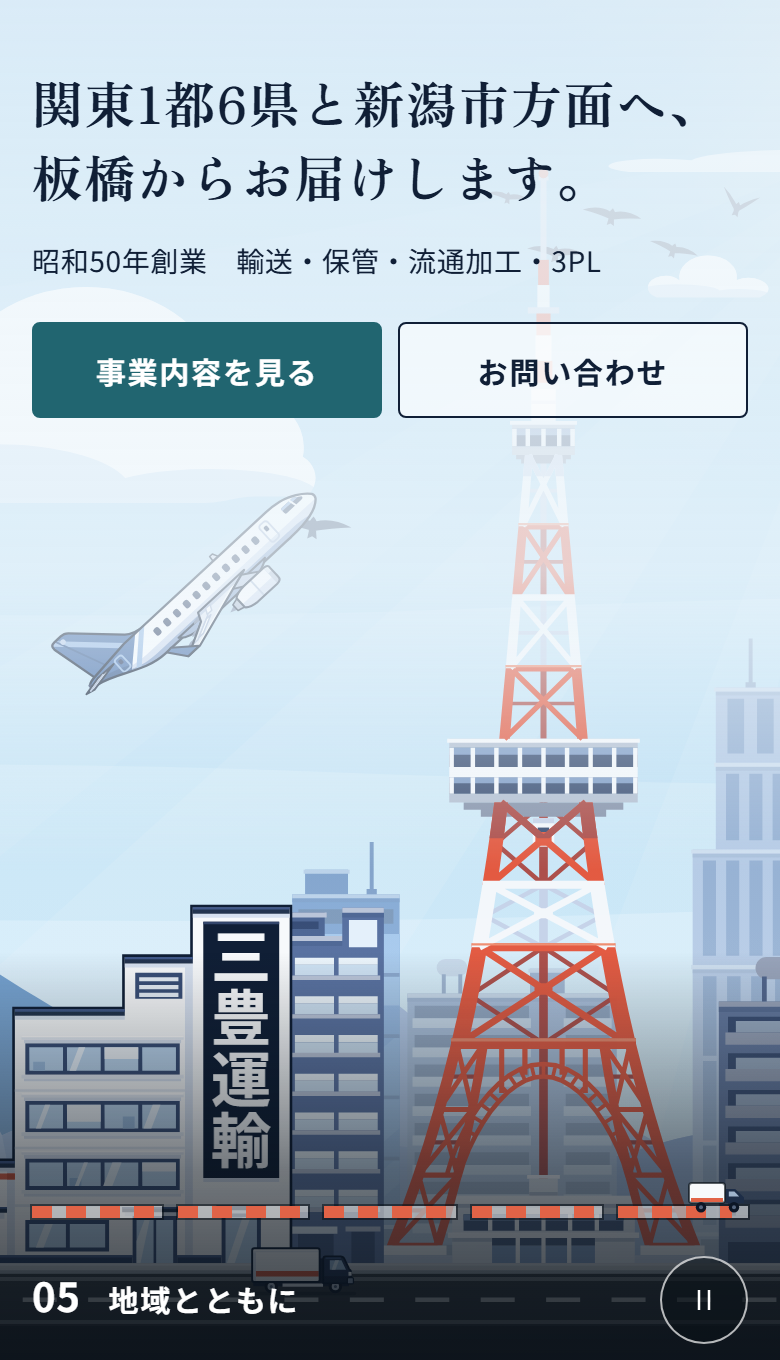 関東1都6県と新潟市方面へ、
板橋からお届けします。
昭和50年創業　輸送・保管・流通加工・3PL
事業内容を見る
お問い合わせ
三豊運輸
05 地域とともに